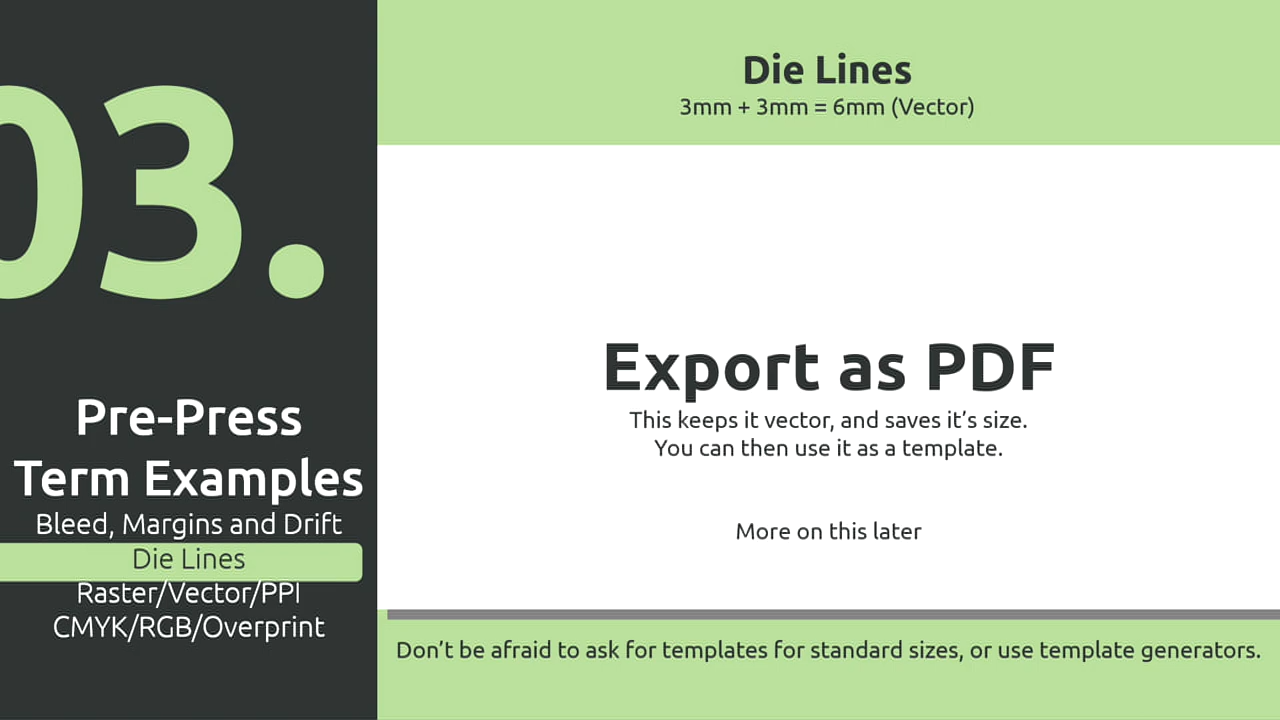 03.
Pre-Press
Term Examples
Bleed, Margins and Drift
Die Lines
Raster/Vector/PPI
CMYK/RGB/Overprint
Die Lines
3mm + 3mm = 6mm (Vector)
Export as PDF
This keeps it vector, and saves it’s size.
You can then use it as a template.
More on this later
Don’t be afraid to ask for templates for standard sizes, or use template generators.